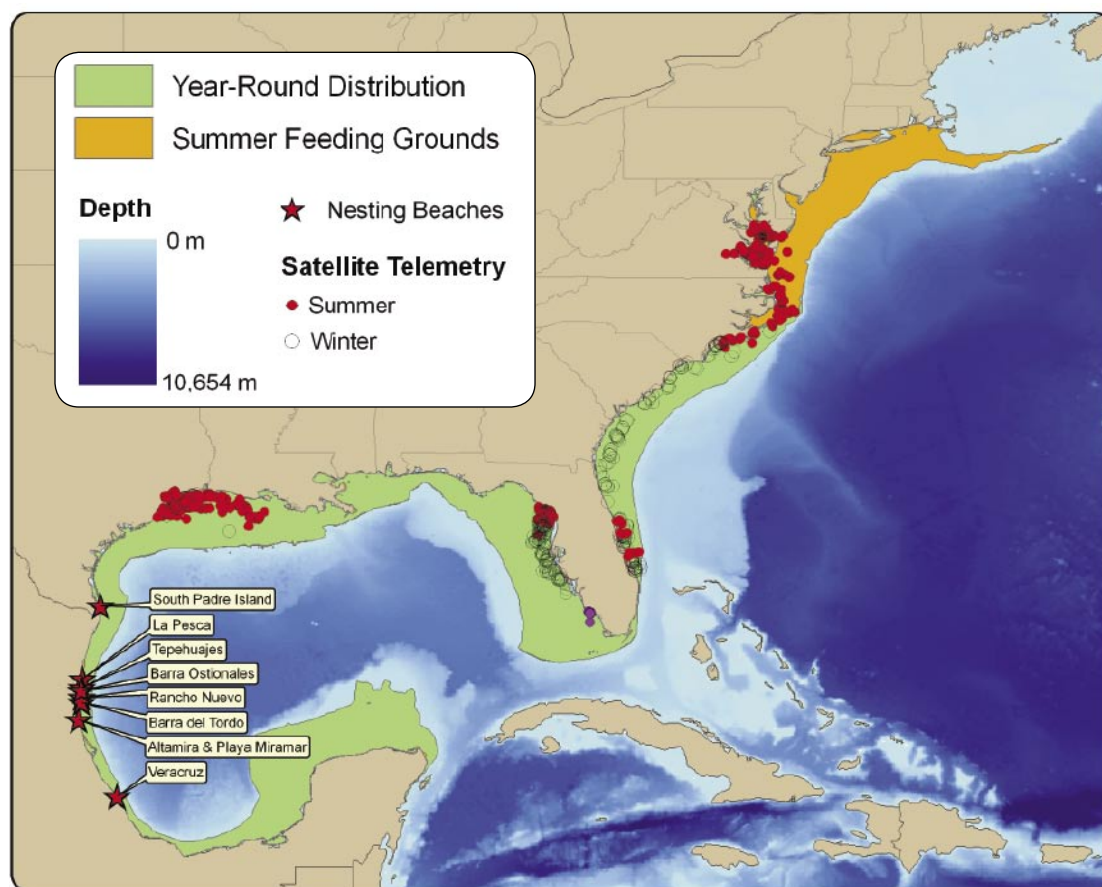 Year-Round Distribution
Summer Feeding Grounds
Depth
0 m
10,654 m
Nesting Beaches
Satellite Telemetry
Summer
Winter
South Padre Island
La Pesca
Tepehuajes
Barra Ostionales
Rancho Nuevo
Barra del Tordo
Altamira & Playa Miramar
Veracruz